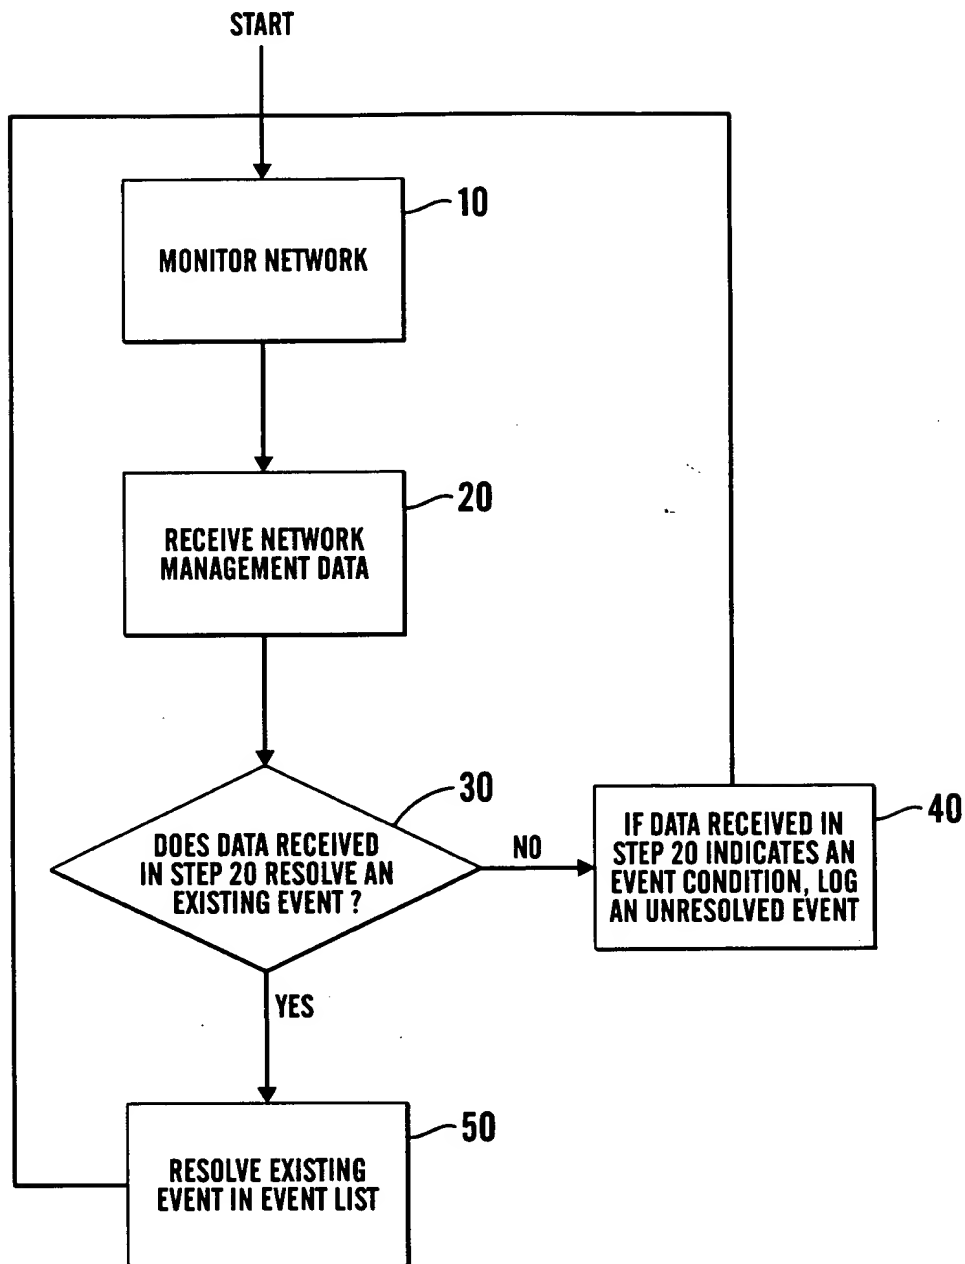 START
10
MONITOR NETWORK
20
RECEIVE NETWORK
MANAGEMENT DATA
30
DOES DATA RECEIVED
IN STEP 20 RESOLVE AN
EXISTING EVENT ?
NO
40
IF DATA RECEIVED IN
STEP 20 INDICATES AN
EVENT CONDITION, LOG
AN UNRESOLVED EVENT
YES
50
RESOLVE EXISTING
EVENT IN EVENT LIST